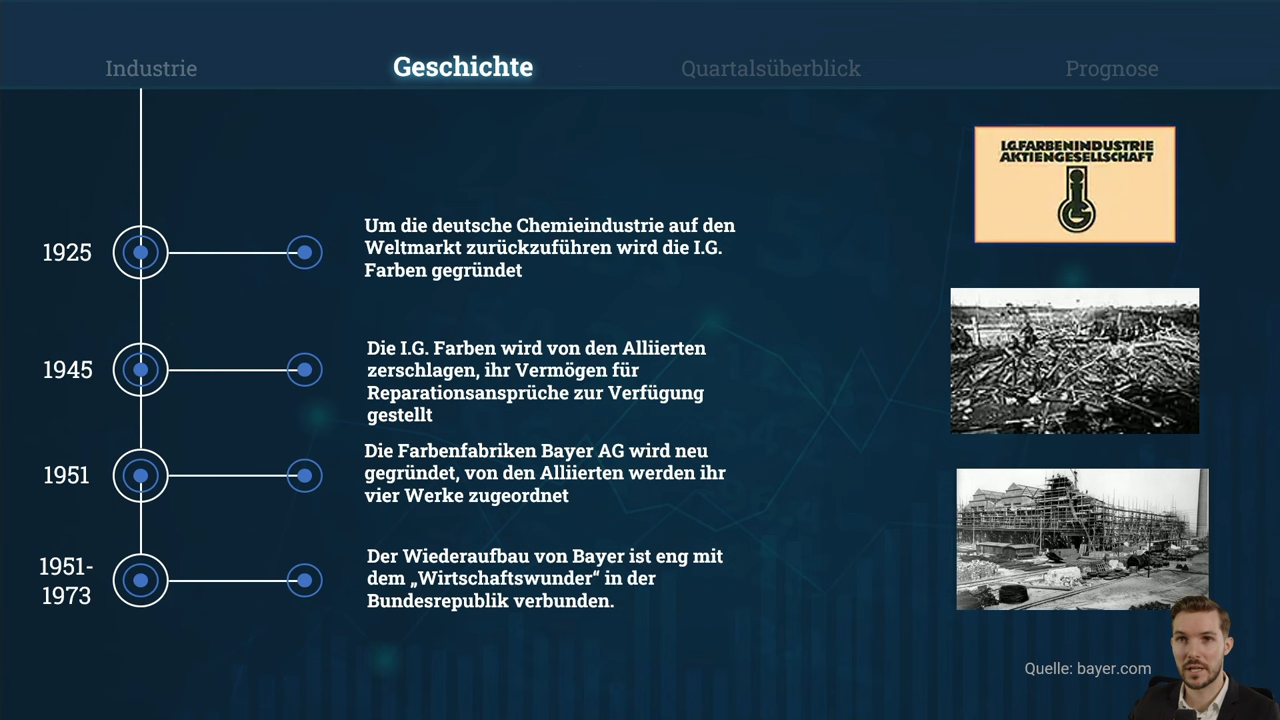 Industrie
Geschichte
Quartalsüberblick
Prognose
I.G.FARBENINDUSTRIE
AKTIENGESELLSCHAFT
1925
Um die deutsche Chemieindustrie auf den
Weltmarkt zurückzuführen wird die I.G.
Farben gegründet
1945
Die I.G. Farben wird von den Alliierten
zerschlagen, ihr Vermögen für
Reparationsansprüche zur Verfügung
gestellt
1951
Die Farbenfabriken Bayer AG wird neu
gegründet, von den Alliierten werden ihr
vier Werke zugeordnet
1951-
1973
Der Wiederaufbau von Bayer ist eng mit
dem „Wirtschaftswunder“ in der
Bundesrepublik verbunden.
Quelle: bayer.com